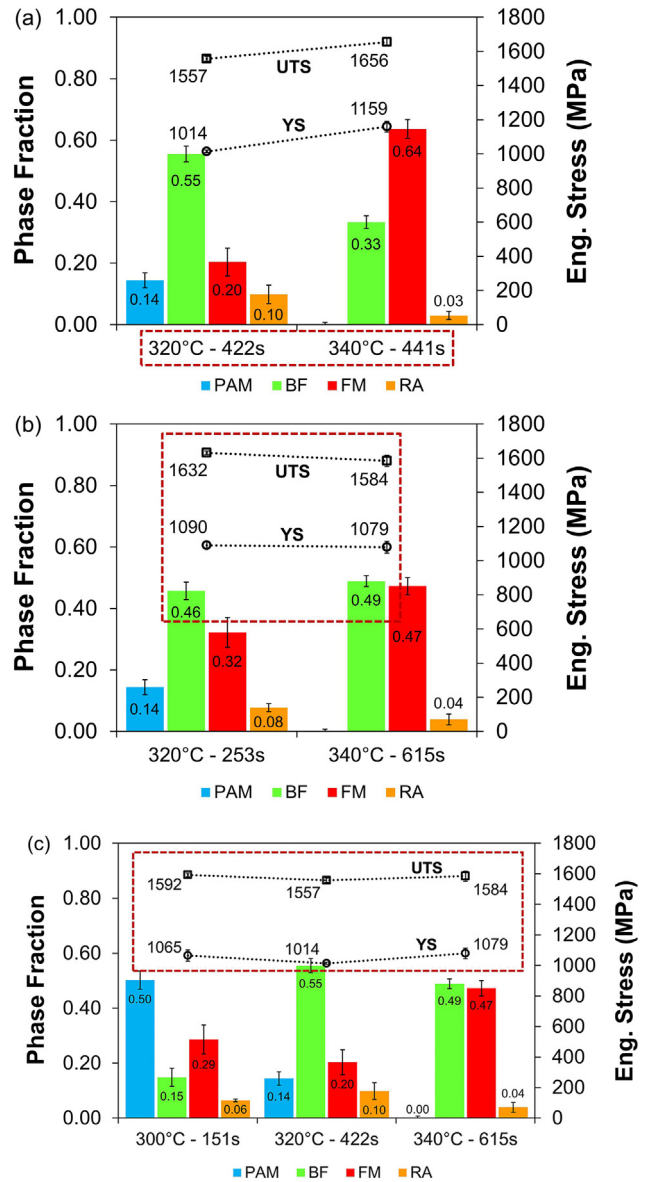 (a)
1.00 1800
1600
0.80 1400
1200
0.60 1000
0.40 800
600
0.20 400
200
0.00 0
Phase Fraction
Eng. Stress (MPa)
UTS
1557 1656
YS
1014 1159
0.14 0.55 0.20 0.10 0.33 0.64 0.03
320°C - 422s 340°C - 441s
PAM BF FM RA
(b)
1.00 1800
1600
0.80 1400
1200
0.60 1000
0.40 800
600
0.20 400
200
0.00 0
Phase Fraction
Eng. Stress (MPa)
1632 UTS 1584
1090 YS 1079
0.14 0.46 0.32 0.08 0.49 0.47 0.04
320°C - 253s 340°C - 615s
PAM BF FM RA
(c)
1.00 1800
1600
0.80 1400
1200
0.60 1000
0.40 800
600
0.20 400
200
0.00 0
Phase Fraction
Eng. Stress (MPa)
UTS
1592 1557 1584
YS
1065 1014 1079
0.50 0.15 0.29 0.06 0.14 0.55 0.20 0.10 0.00 0.49 0.47 0.04
300°C - 151s 320°C - 422s 340°C - 615s
PAM BF FM RA